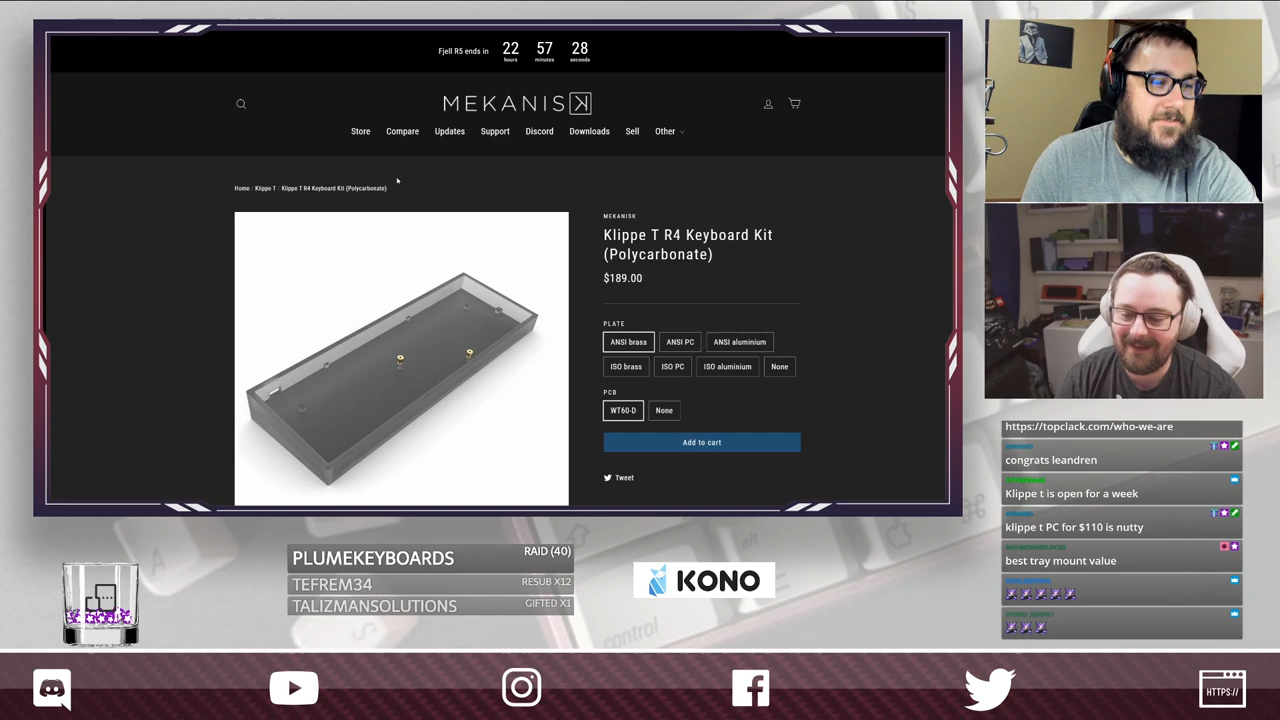 Fjell R5 ends in
22
57
28
hours
minutes
seconds
MEKANISK
Store Compare Updates Support Discord Downloads Sell Other
Home / Klippe T / Klippe T R4 Keyboard Kit (Polycarbonate)
MEKANISK
Klippe T R4 Keyboard Kit
(Polycarbonate)
$189.00
PLATE
ANSI brass ANSI PC ANSI aluminium
ISO brass ISO PC ISO aluminium None
PCB
WT60-D None
Add to cart
Tweet
https://topclack.com/who-we-are
congrats leandren
Klippe t is open for a week
klippe t PC for $110 is nutty
best tray mount value
PLUMEKEYBOARDS RAID (40)
TEFREM34 RESUB X12
TALIZMANSOLUTIONS GIFTED X1
KONO
alt
control
HTTPS://